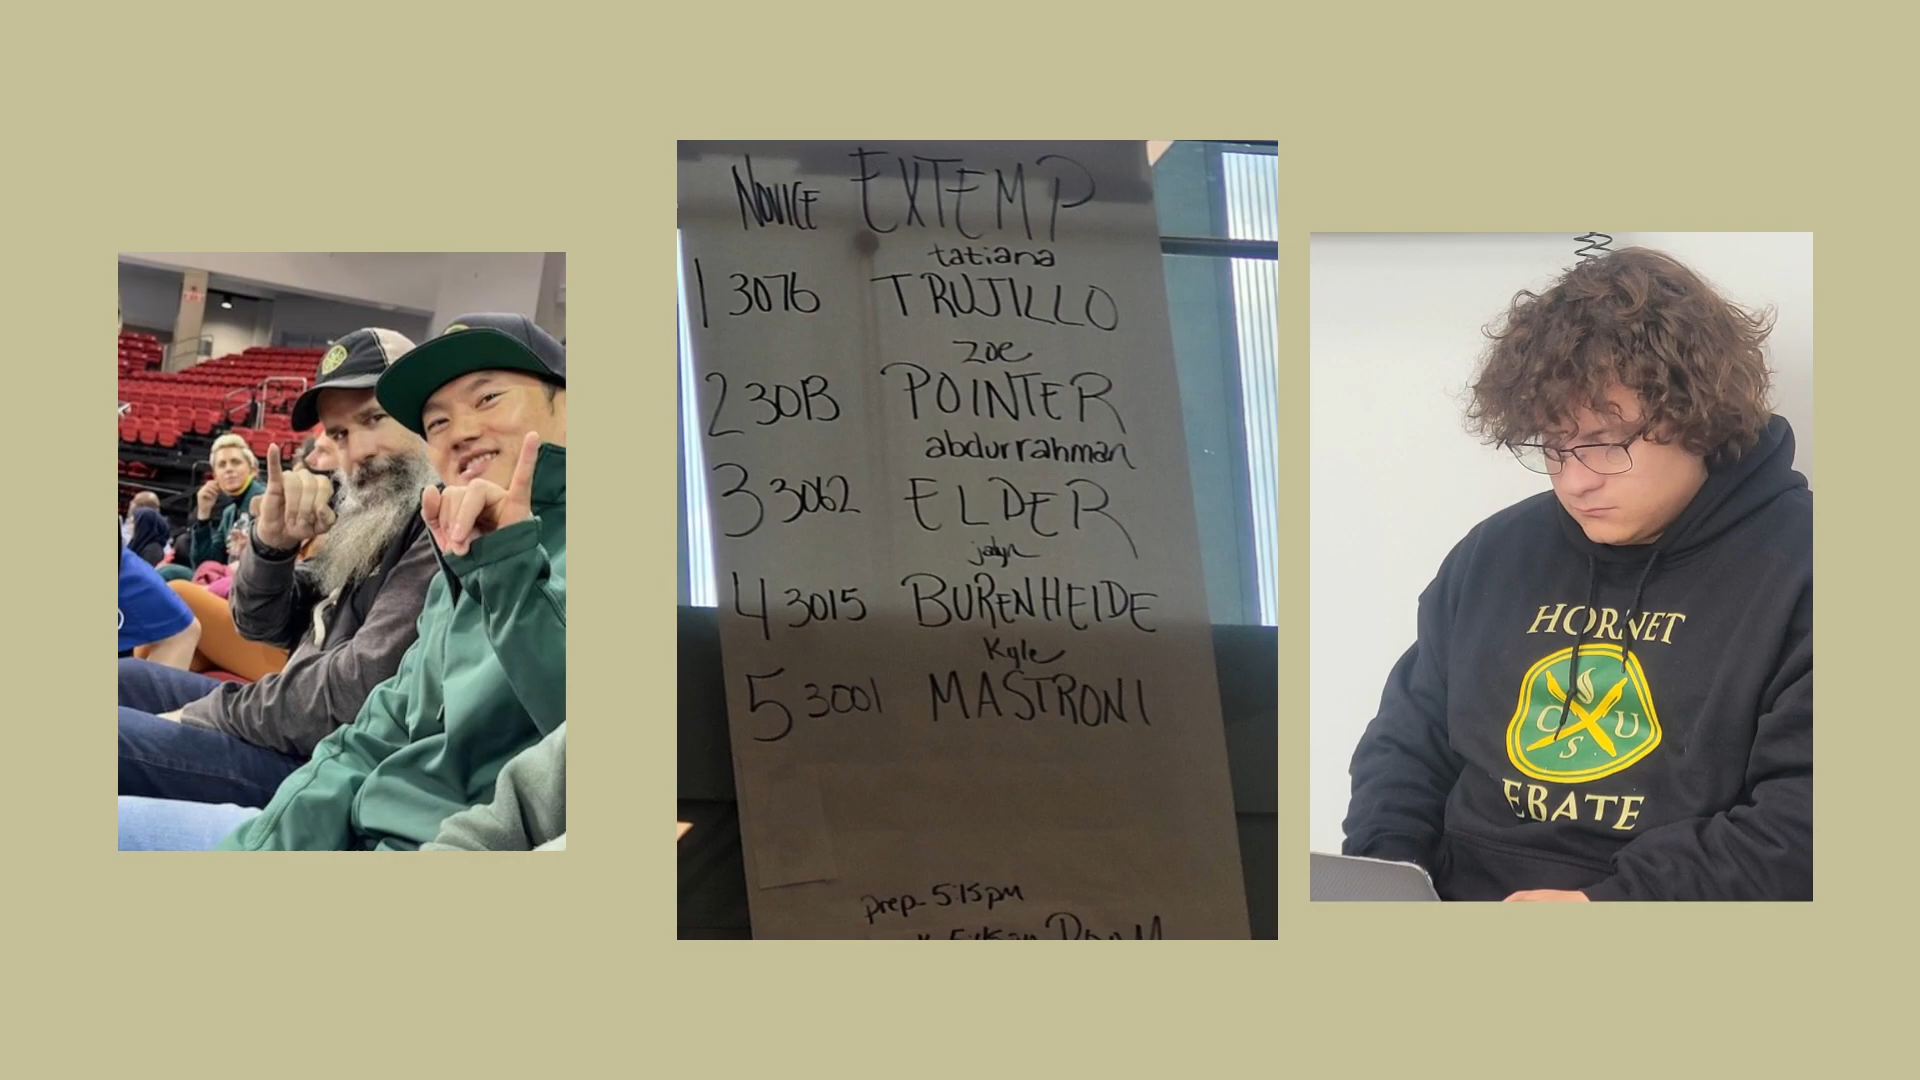 NOVICE EXTEMP
tatiana
1 3076 TRUJILLO
zoe
2 3013 POINTER
abdurrahman
3 3062 ELDER
jalyn
4 3015 BURENHEIDE
Kyle
5 3001 MASTRONI
prep - 5:15pm
ROOM
HORNET
C S U
S
EBATE